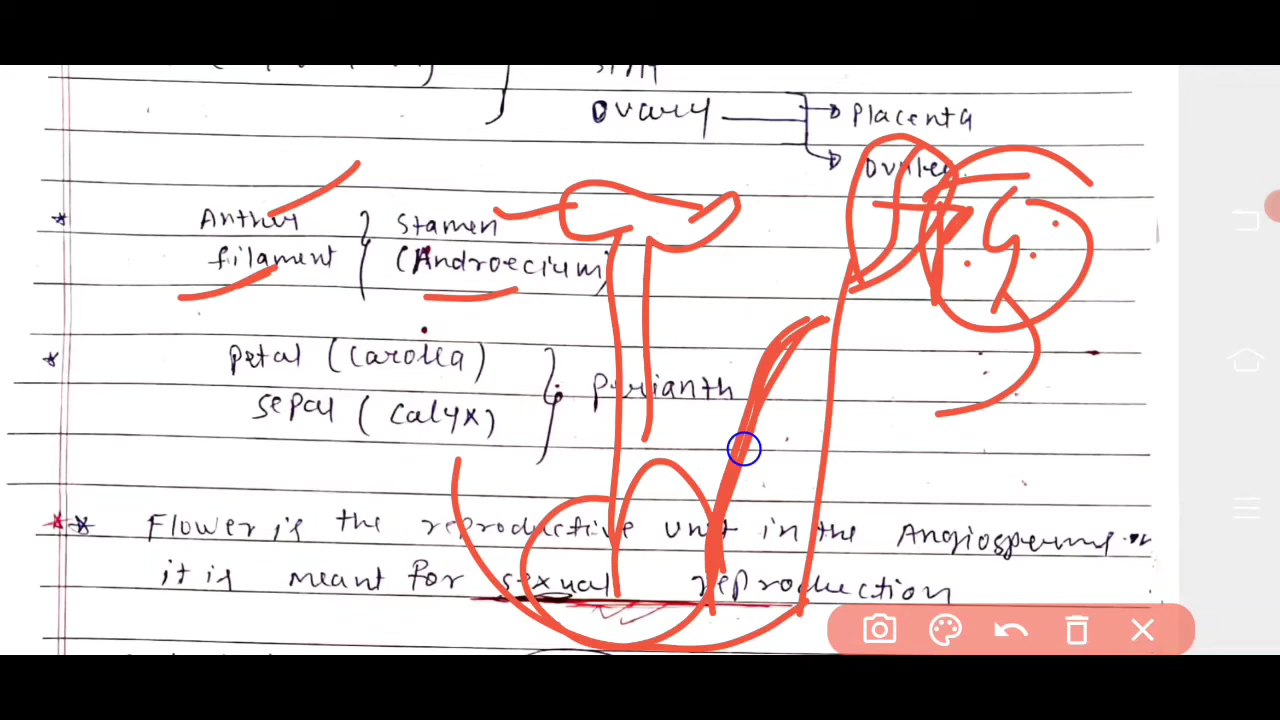 Ovary → Placenta
→ Ovules
* Anther } Stamen
filament (Androecium)
* Petal (Carolla)
} : Perianth
Sepal (Calyx)
** Flower is the reproductive unit in the Angiosperms
it is meant for sexual reproduction